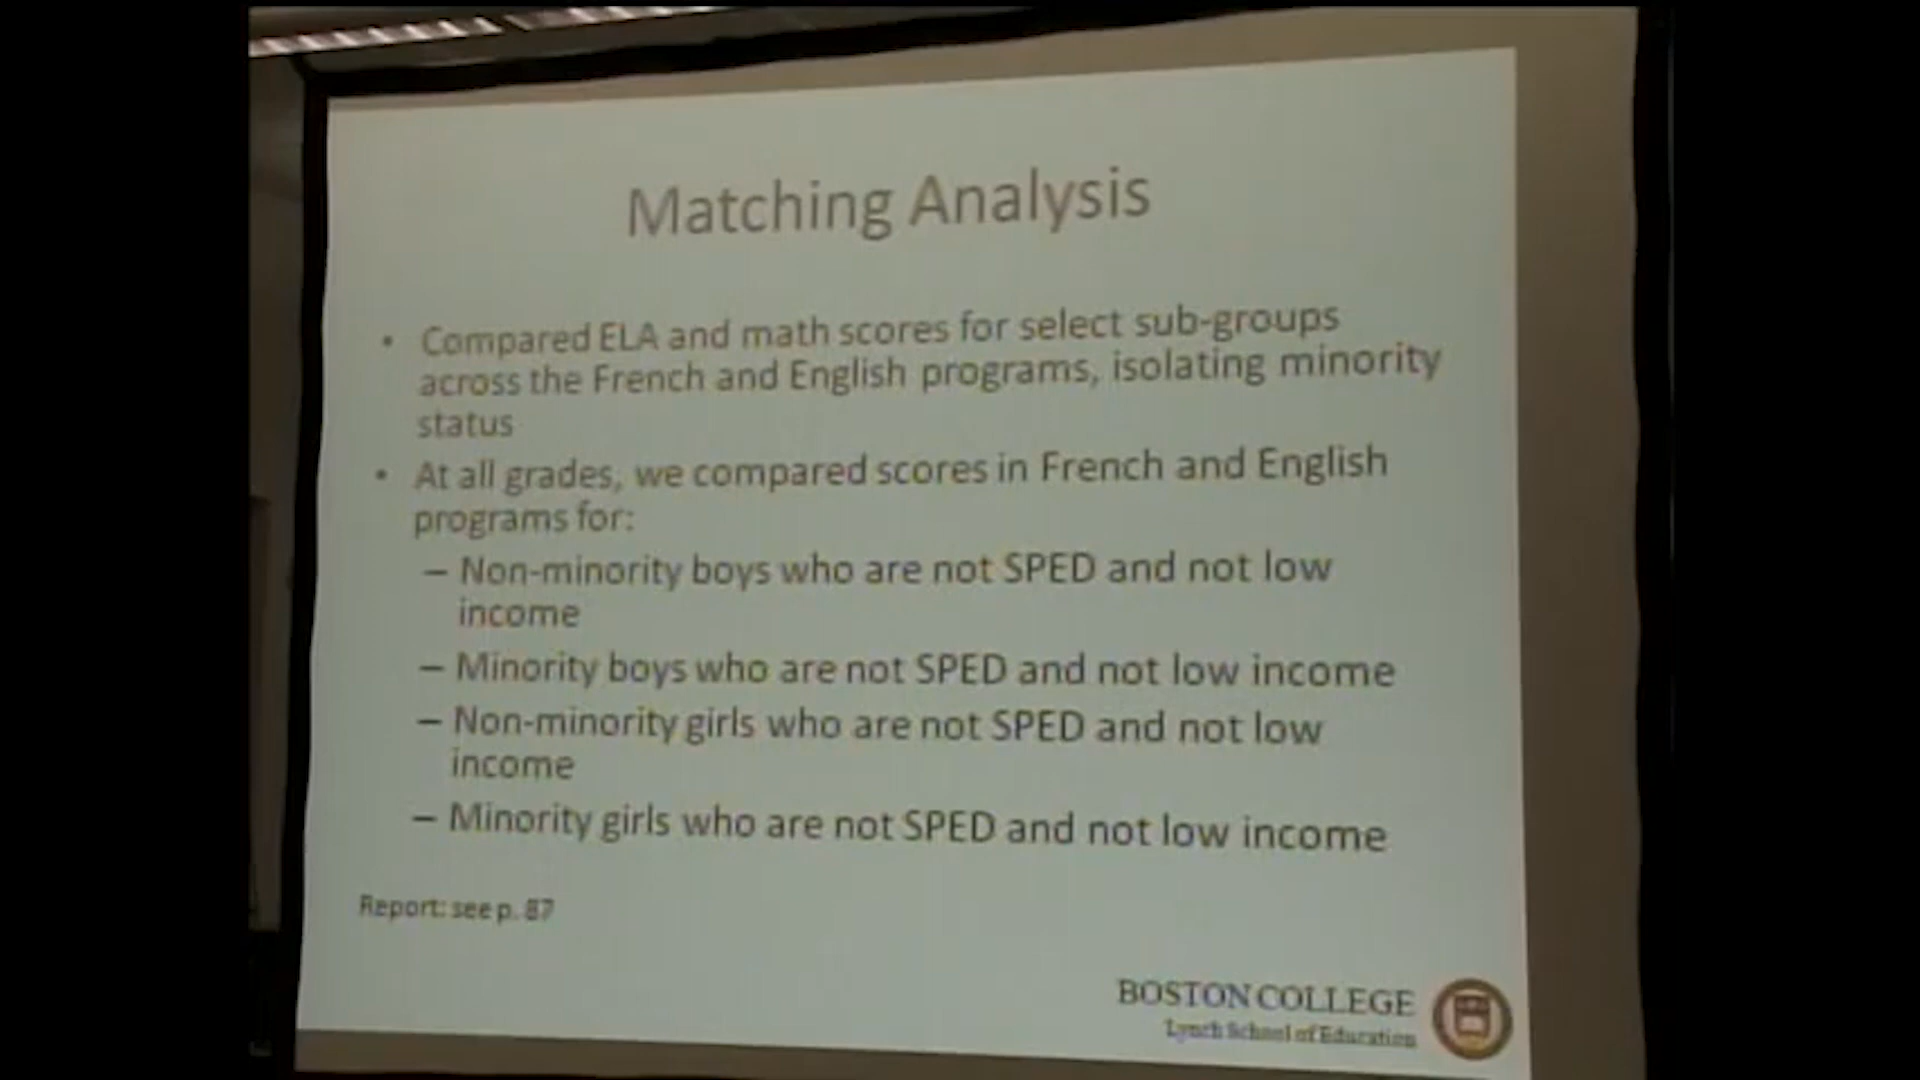 Matching Analysis
• Compared ELA and math scores for select sub-groups
across the French and English programs, isolating minority
status
• At all grades, we compared scores in French and English
programs for:
– Non-minority boys who are not SPED and not low
income
– Minority boys who are not SPED and not low income
– Non-minority girls who are not SPED and not low
income
– Minority girls who are not SPED and not low income
Report: see p. 87
BOSTON COLLEGE
Lynch School of Education